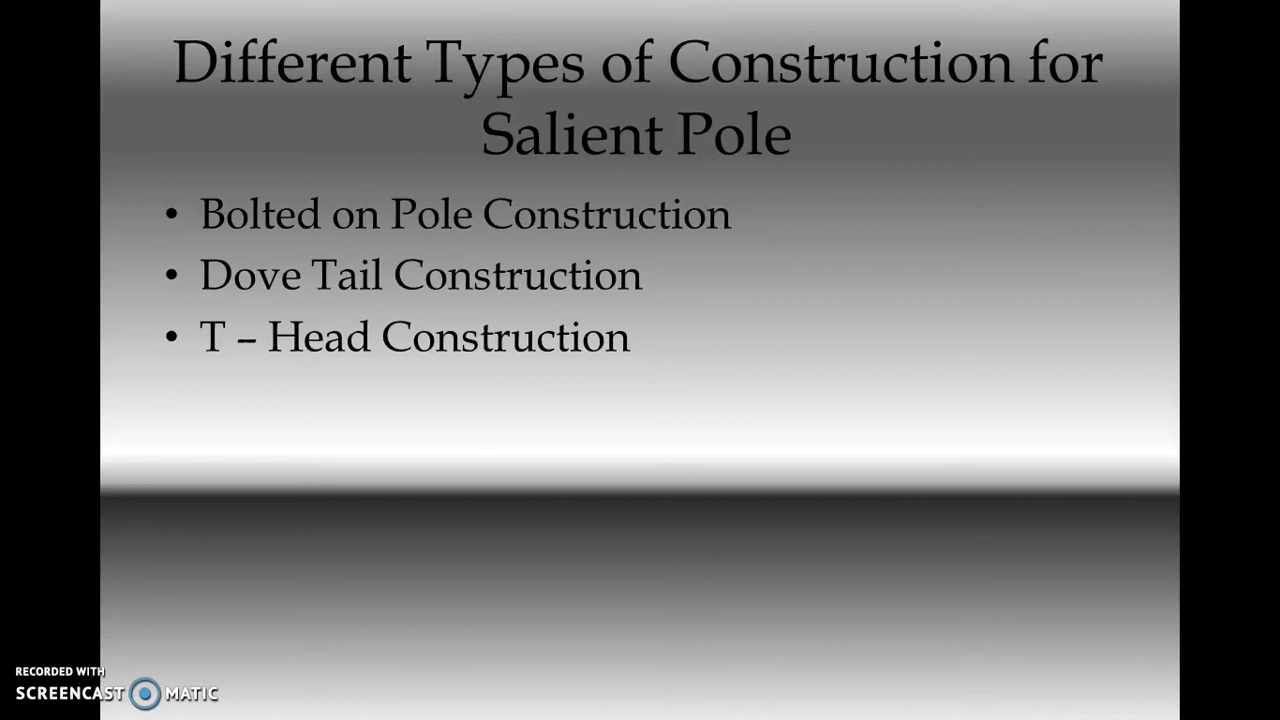 Different Types of Construction for
Salient Pole
• Bolted on Pole Construction
• Dove Tail Construction
• T – Head Construction
RECORDED WITH
SCREENCAST MATIC